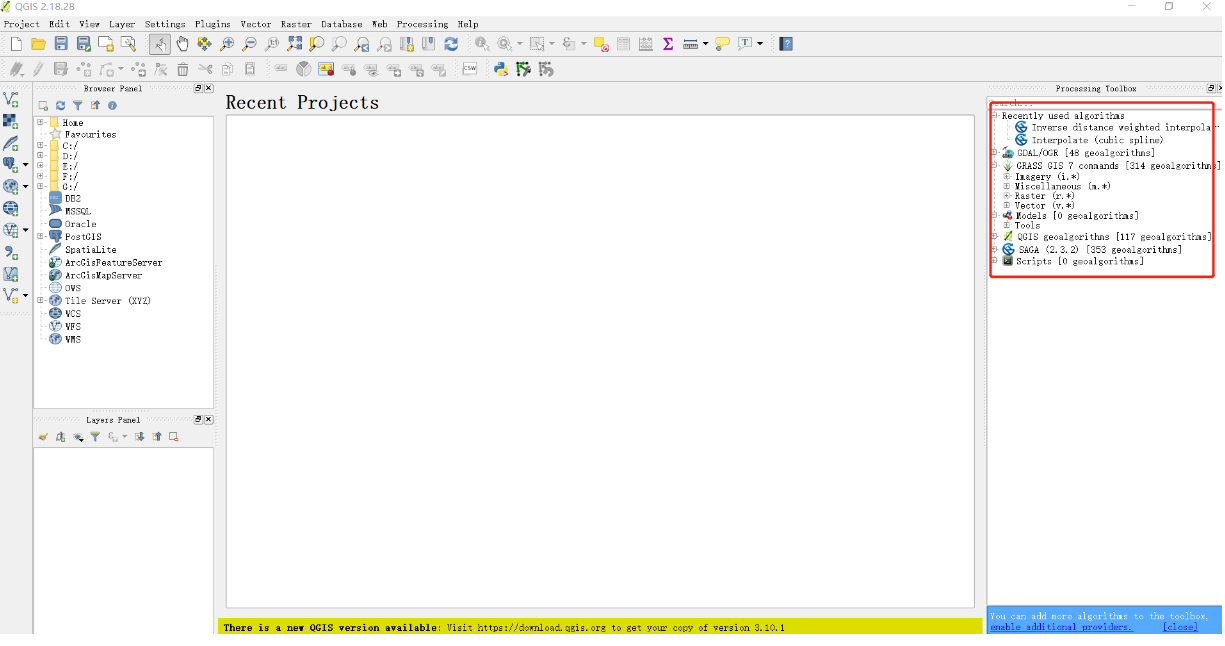 QGIS 2.18.28
Project Edit View Layer Settings Plugins Vector Raster Database Web Processing Help
CSW
Browser Panel
Home
Favourites
C:/
D:/
E:/
F:/
G:/
DB2
MSSQL
Oracle
PostGIS
SpatiaLite
ArcGisFeatureServer
ArcGisMapServer
OWS
Tile Server (XYZ)
WCS
WFS
WMS
Layers Panel
Recent Projects
There is a new QGIS version available: Visit https://download.qgis.org to get your copy of version 3.10.1
Processing Toolbox
Search...
Recently used algorithms
Inverse distance weighted interpola
Interpolate (cubic spline)
GDAL/OGR [48 geoalgorithms]
GRASS GIS 7 commands [314 geoalgorithms]
Imagery (i.*)
Miscellaneous (m.*)
Raster (r.*)
Vector (v.*)
Models [0 geoalgorithms]
Tools
QGIS geoalgorithms [117 geoalgorithms]
SAGA (2.3.2) [353 geoalgorithms]
Scripts [0 geoalgorithms]
You can add more algorithms to the toolbox,
enable additional providers. [close]